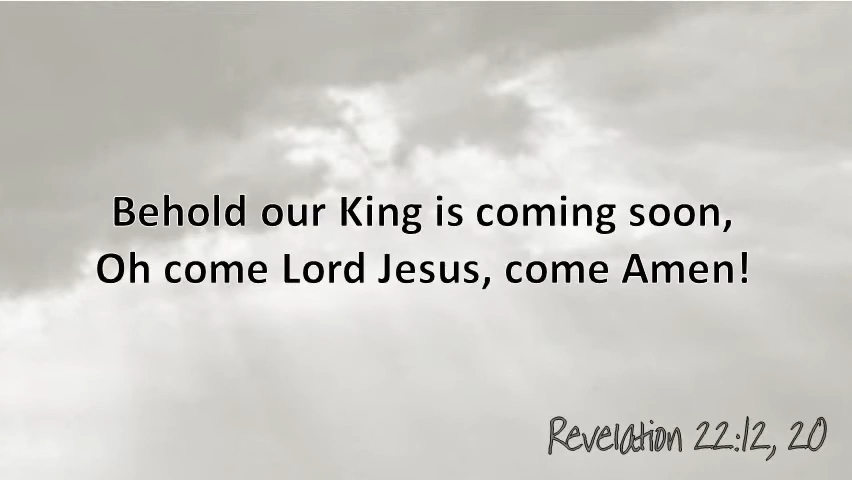 Behold our King is coming soon,
Oh come Lord Jesus, come Amen!
Revelation 22:12, 20